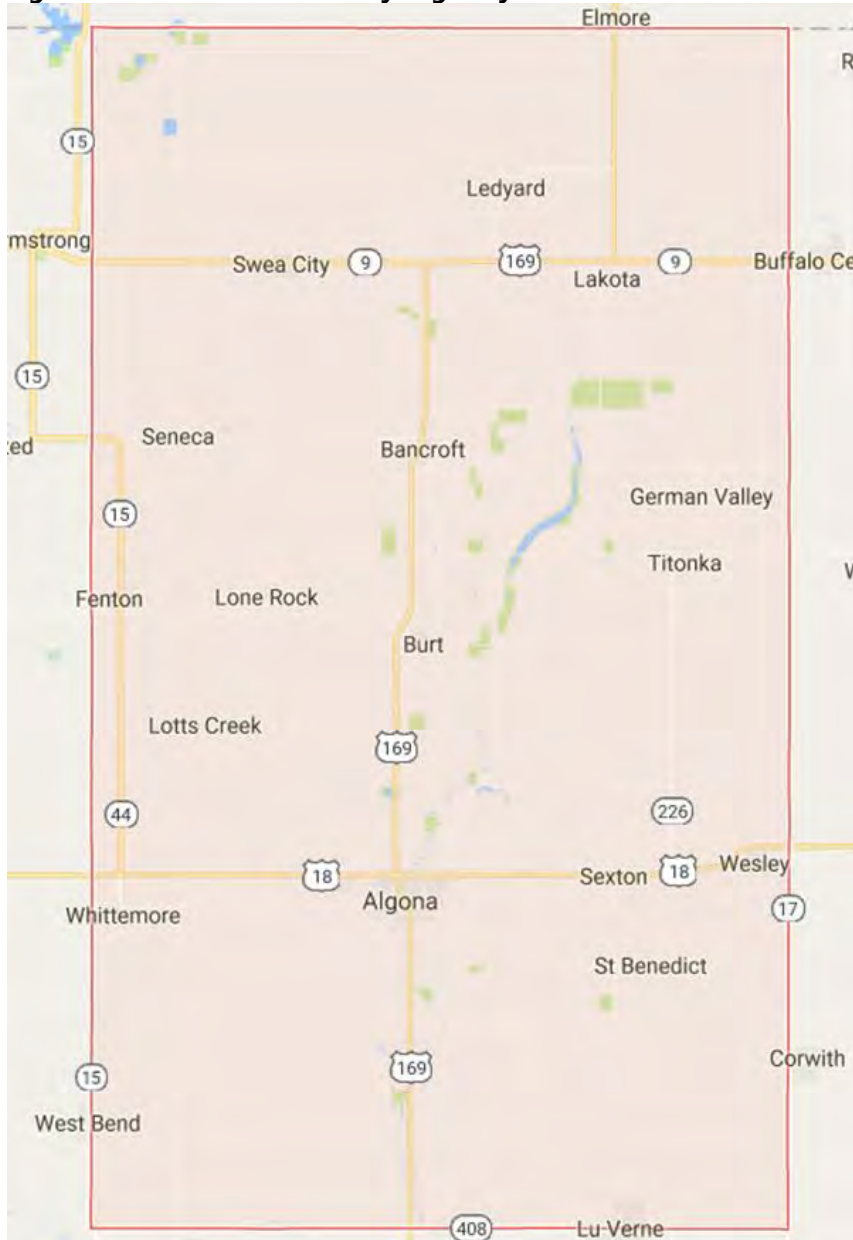 Elmore
R
15
Ledyard
rmstrong
Swea City
9
169
9
Buffalo Ce
Lakota
15
Seneca
ed
Bancroft
German Valley
15
Titonka
Fenton
Lone Rock
Burt
Lotts Creek
169
44
226
18
Sexton
18
Wesley
Algona
Whittemore
17
St Benedict
Corwith
169
15
West Bend
408
Lu Verne